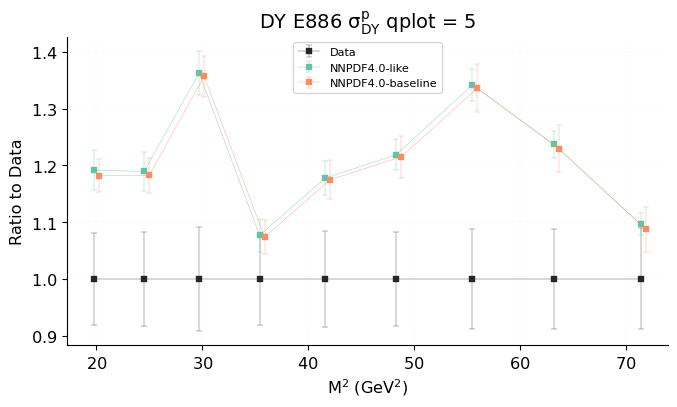 DY E886 σ^p_DY qplot = 5
Data
NNPDF4.0-like
NNPDF4.0-baseline
Ratio to Data
1.4
1.3
1.2
1.1
1.0
0.9
20 30 40 50 60 70
M² (GeV²)